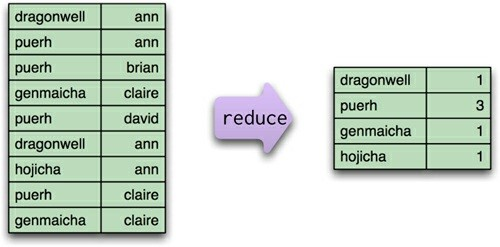 dragonwell ann
puerh ann
puerh brian
genmaicha claire
puerh david
dragonwell ann
hojicha ann
puerh claire
genmaicha claire
reduce
dragonwell 1
puerh 3
genmaicha 1
hojicha 1